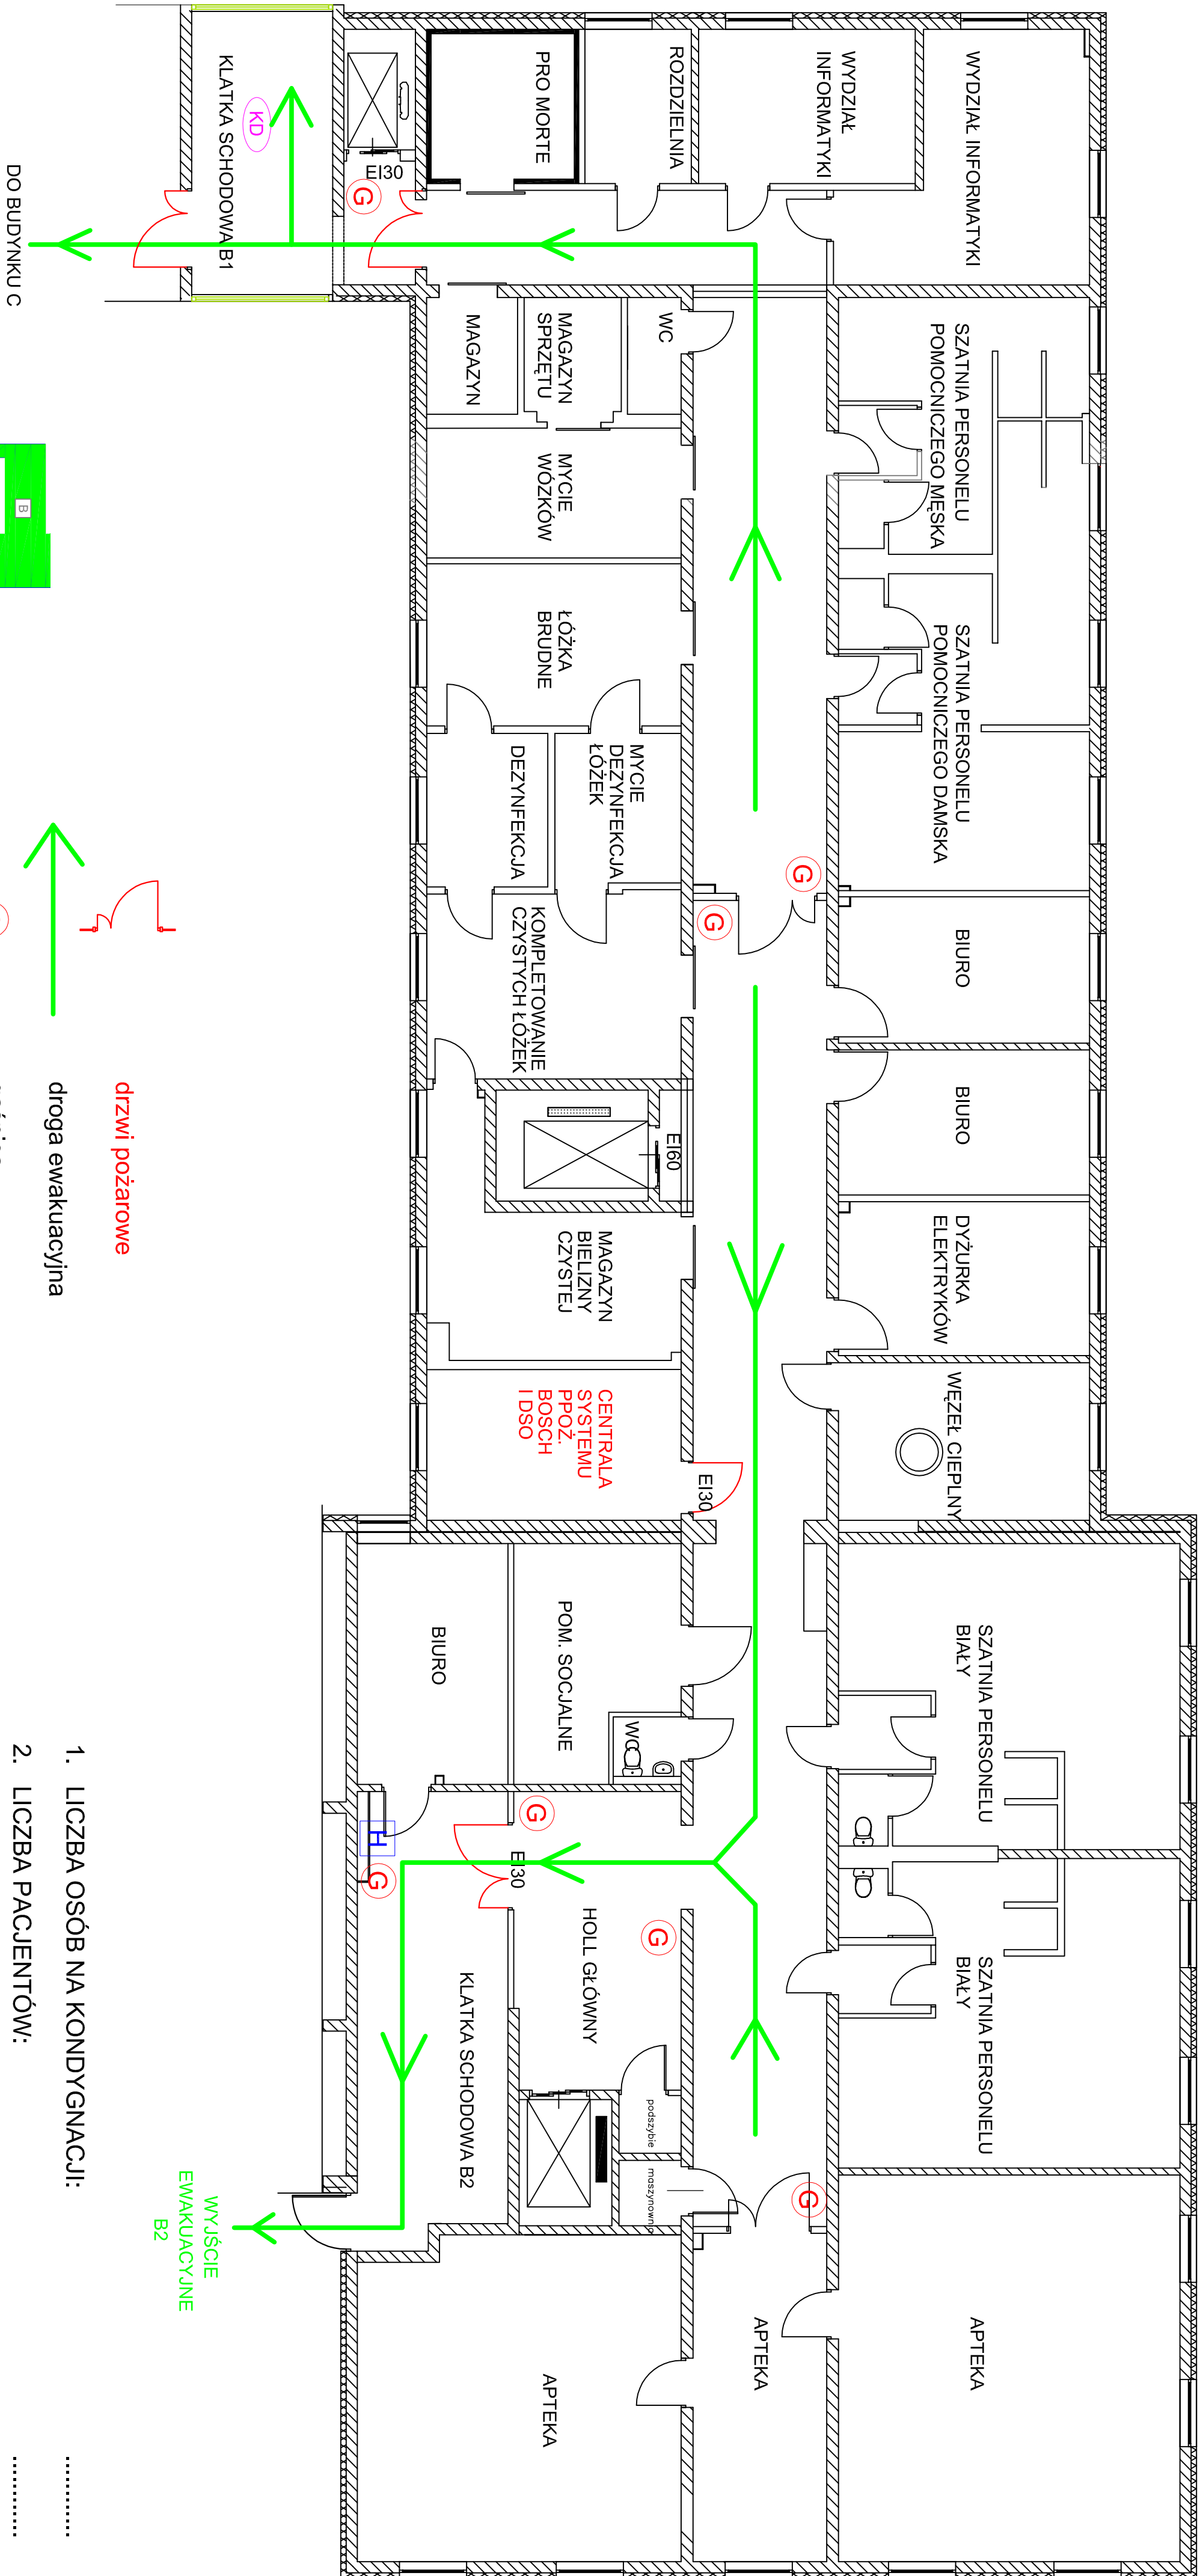 WYDZIAŁ INFORMATYKI
WYDZIAŁ
INFORMATYKI
ROZDZIELNIA
PRO MORTE
EI30
G
KLATKA SCHODOWA B1
KD
DO BUDYNKU C
SZATNIA PERSONELU
POMOCNICZEGO MĘSKA
SZATNIA PERSONELU
POMOCNICZEGO DAMSKA
BIURO
BIURO
DYŻURKA
ELEKTRYKÓW
WĘZEŁ CIEPLNY
WC
MAGAZYN
SPRZĘTU
MAGAZYN
MYCIE
WÓZKÓW
ŁÓŻKA
BRUDNE
MYCIE
DEZYNFEKCJA
ŁÓŻEK
DEZYNFEKCJA
G
G
KOMPLETOWANIE
CZYSTYCH ŁÓŻEK
EI60
MAGAZYN
BIELIZNY
CZYSTEJ
CENTRALA
SYSTEMU
PPOŻ.
BOSCH
I DSO
EI30
SZATNIA PERSONELU
BIAŁY
SZATNIA PERSONELU
BIAŁY
POM. SOCJALNE
WC
BIURO
G
EI30
H
G
HOLL GŁÓWNY
G
KLATKA SCHODOWA B2
podszybie
maszynownia
G
APTEKA
APTEKA
APTEKA
WYJŚCIE
EWAKUACYJNE
B2
B
drzwi pożarowe
droga ewakuacyjna
1. LICZBA OSÓB NA KONDYGNACJI: ............
2. LICZBA PACJENTÓW: ............